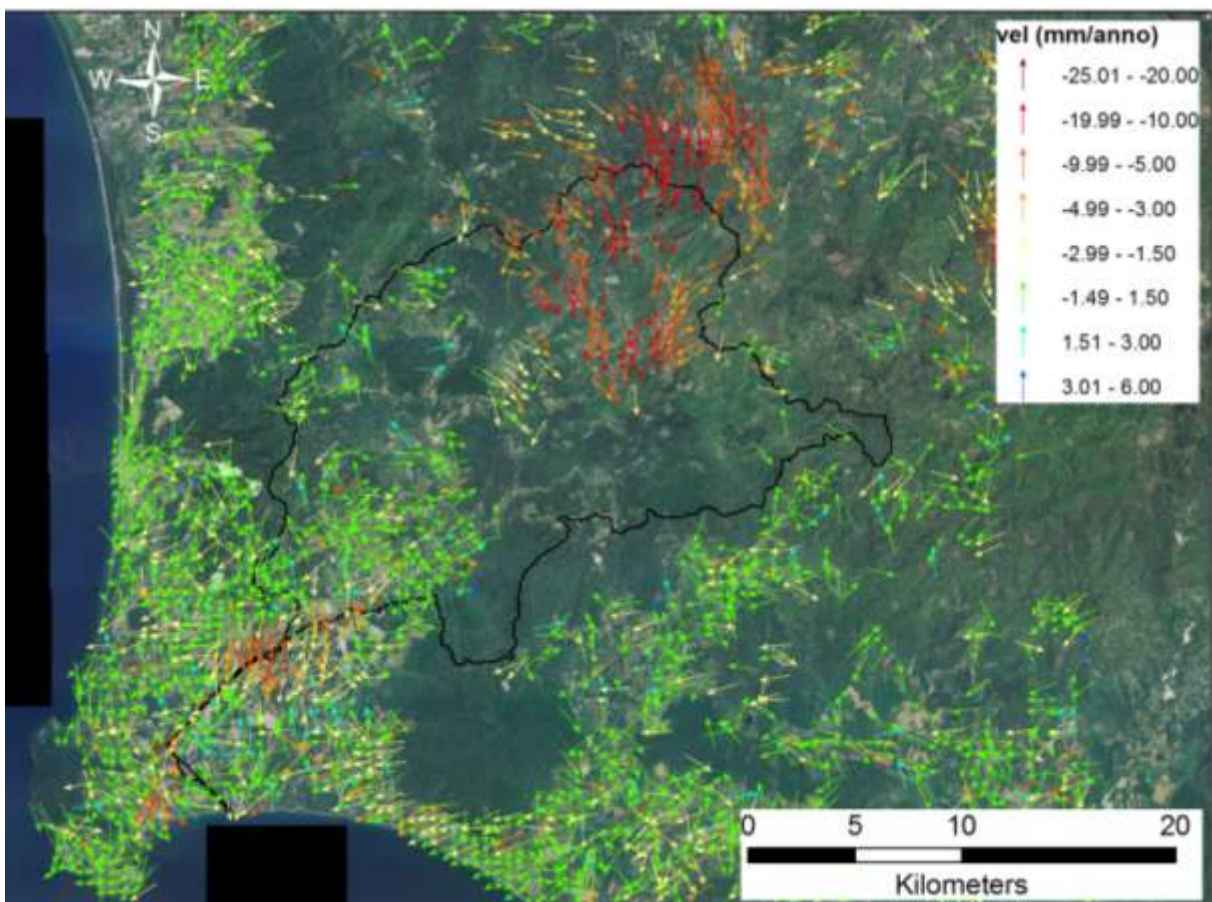 N
W E
S
vel (mm/anno)
-25.01 - -20.00
-19.99 - -10.00
-9.99 - -5.00
-4.99 - -3.00
-2.99 - -1.50
-1.49 - 1.50
1.51 - 3.00
3.01 - 6.00
0 5 10 20
Kilometers